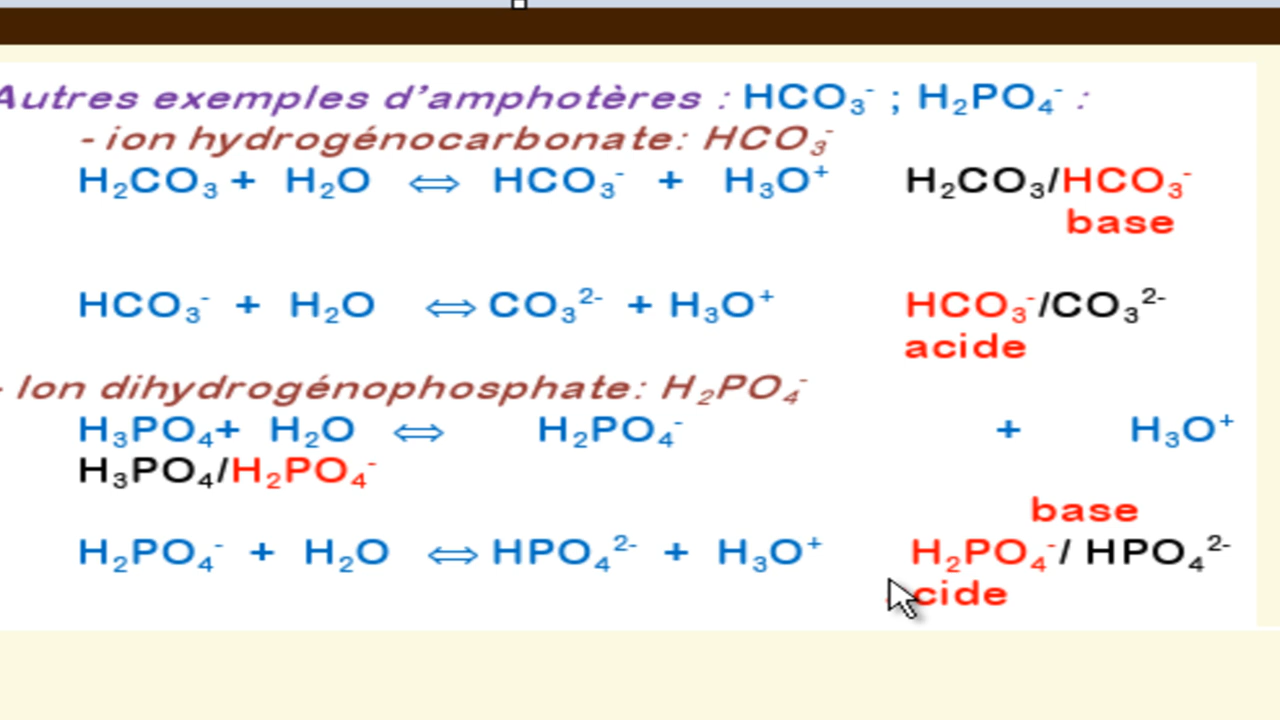 Autres exemples d'amphotères : HCO₃⁻ ; H₂PO₄⁻ :
- ion hydrogénocarbonate: HCO₃⁻
H₂CO₃ + H₂O ⇔ HCO₃⁻ + H₃O⁺ H₂CO₃/HCO₃⁻
base
HCO₃⁻ + H₂O ⇔ CO₃²⁻ + H₃O⁺ HCO₃⁻/CO₃²⁻
acide
- Ion dihydrogénophosphate: H₂PO₄⁻
H₃PO₄+ H₂O ⇔ H₂PO₄⁻ + H₃O⁺
H₃PO₄/H₂PO₄⁻
base
H₂PO₄⁻ + H₂O ⇔ HPO₄²⁻ + H₃O⁺ H₂PO₄⁻/ HPO₄²⁻
acide